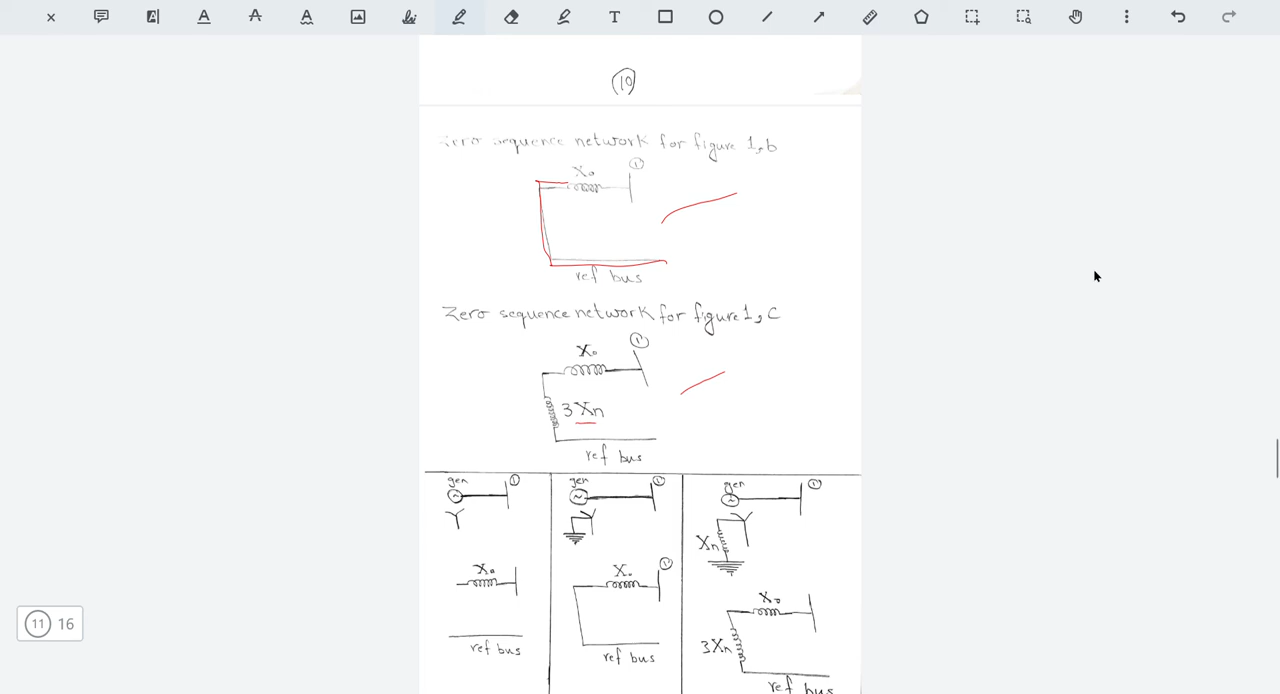 T
10
Zero sequence network for figure 1,b
X₀
1
ref bus
Zero sequence network for figure 1,C
X₀
1
3Xn
ref bus
gen
1
~
X₀
ref bus
gen
1
~
X₀
1
ref bus
gen
1
~
Xn
X₀
3Xn
ref bus
11 16